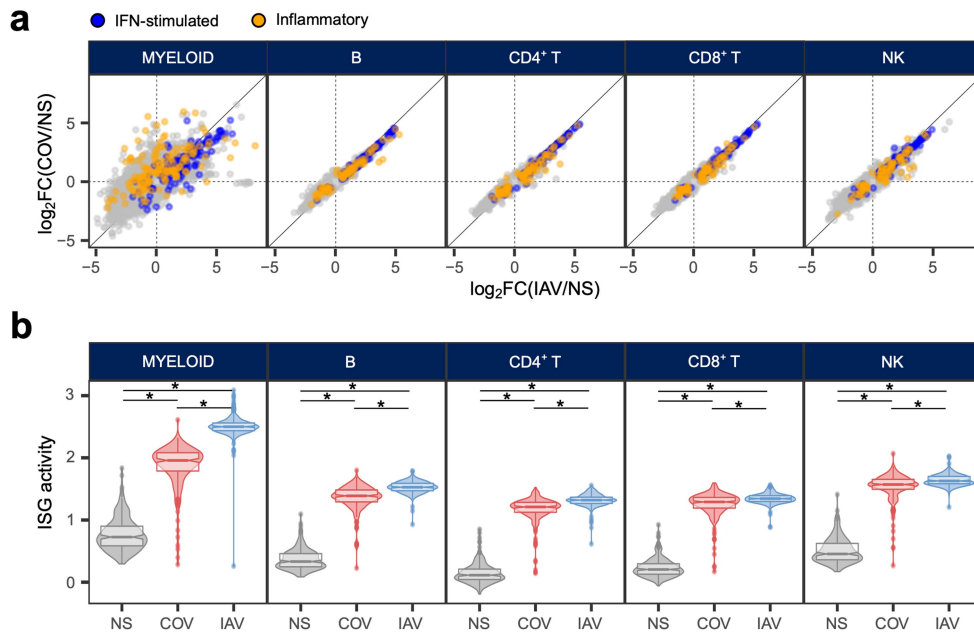 a
IFN-stimulated Inflammatory
MYELOID B CD4⁺ T CD8⁺ T NK
log₂FC(COV/NS)
5
0
−5
−5 0 5 −5 0 5 −5 0 5 −5 0 5 −5 0 5
log₂FC(IAV/NS)
b
MYELOID B CD4⁺ T CD8⁺ T NK
* * * * *
* * * * * * * * * *
ISG activity
3
2
1
0
NS COV IAV NS COV IAV NS COV IAV NS COV IAV NS COV IAV